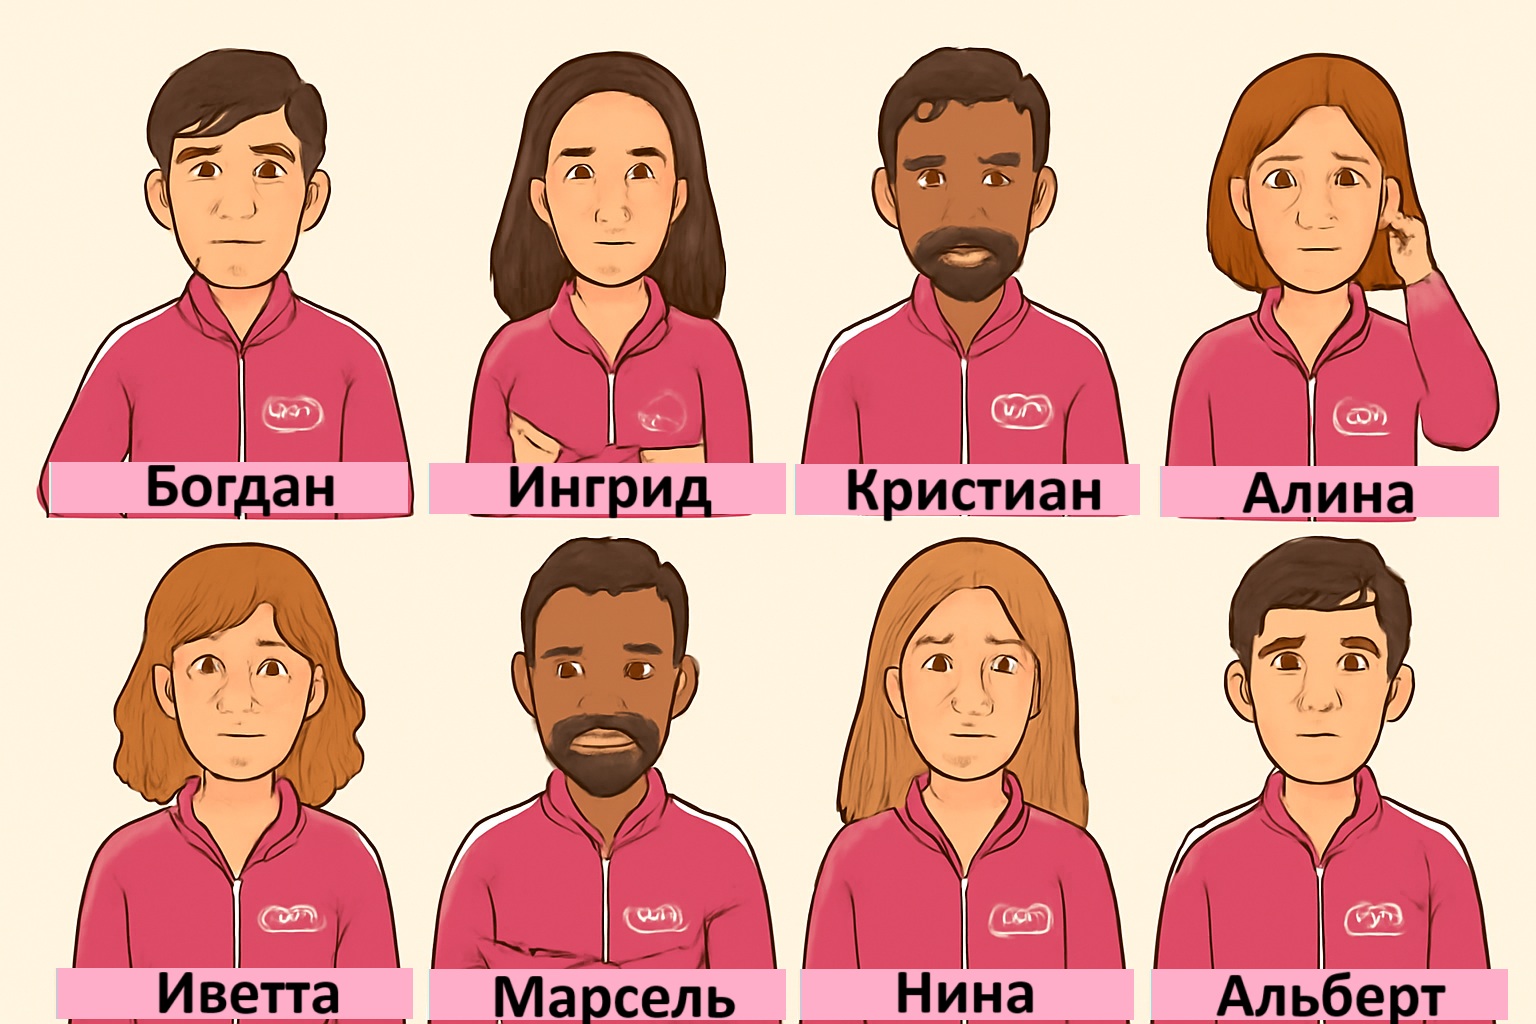 Богдан
Ингрид
Кристиан
Алина
Иветта
Марсель
Нина
Альберт